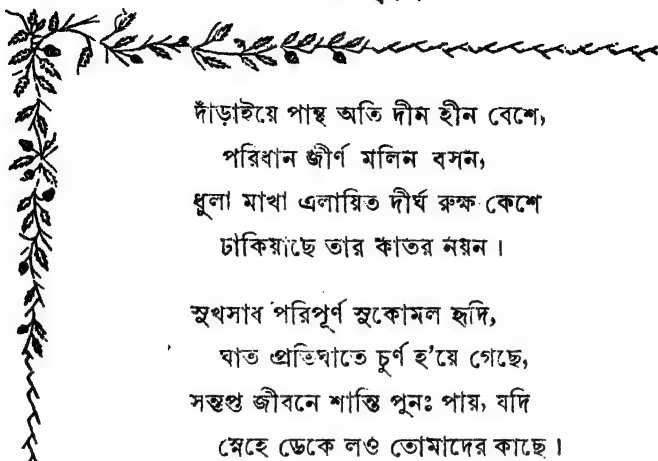 দাঁড়াইয়ে পান্থ অতি দীন হীন বেশে,
পরিধান জীর্ণ মলিন বসন,
ধুলা মাখা এলায়িত দীর্ঘ রুক্ষ কেশে
ঢাকিয়াছে তার কাতর নয়ন।
সুখসাধ পরিপূর্ণ সুকোমল হৃদি,
ঘাত প্রতিঘাতে চুর্ণ হ'য়ে গেছে,
সন্তপ্ত জীবনে শান্তি পুনঃ পায়, যদি
স্নেহে ডেকে লও তোমাদের কাছে।